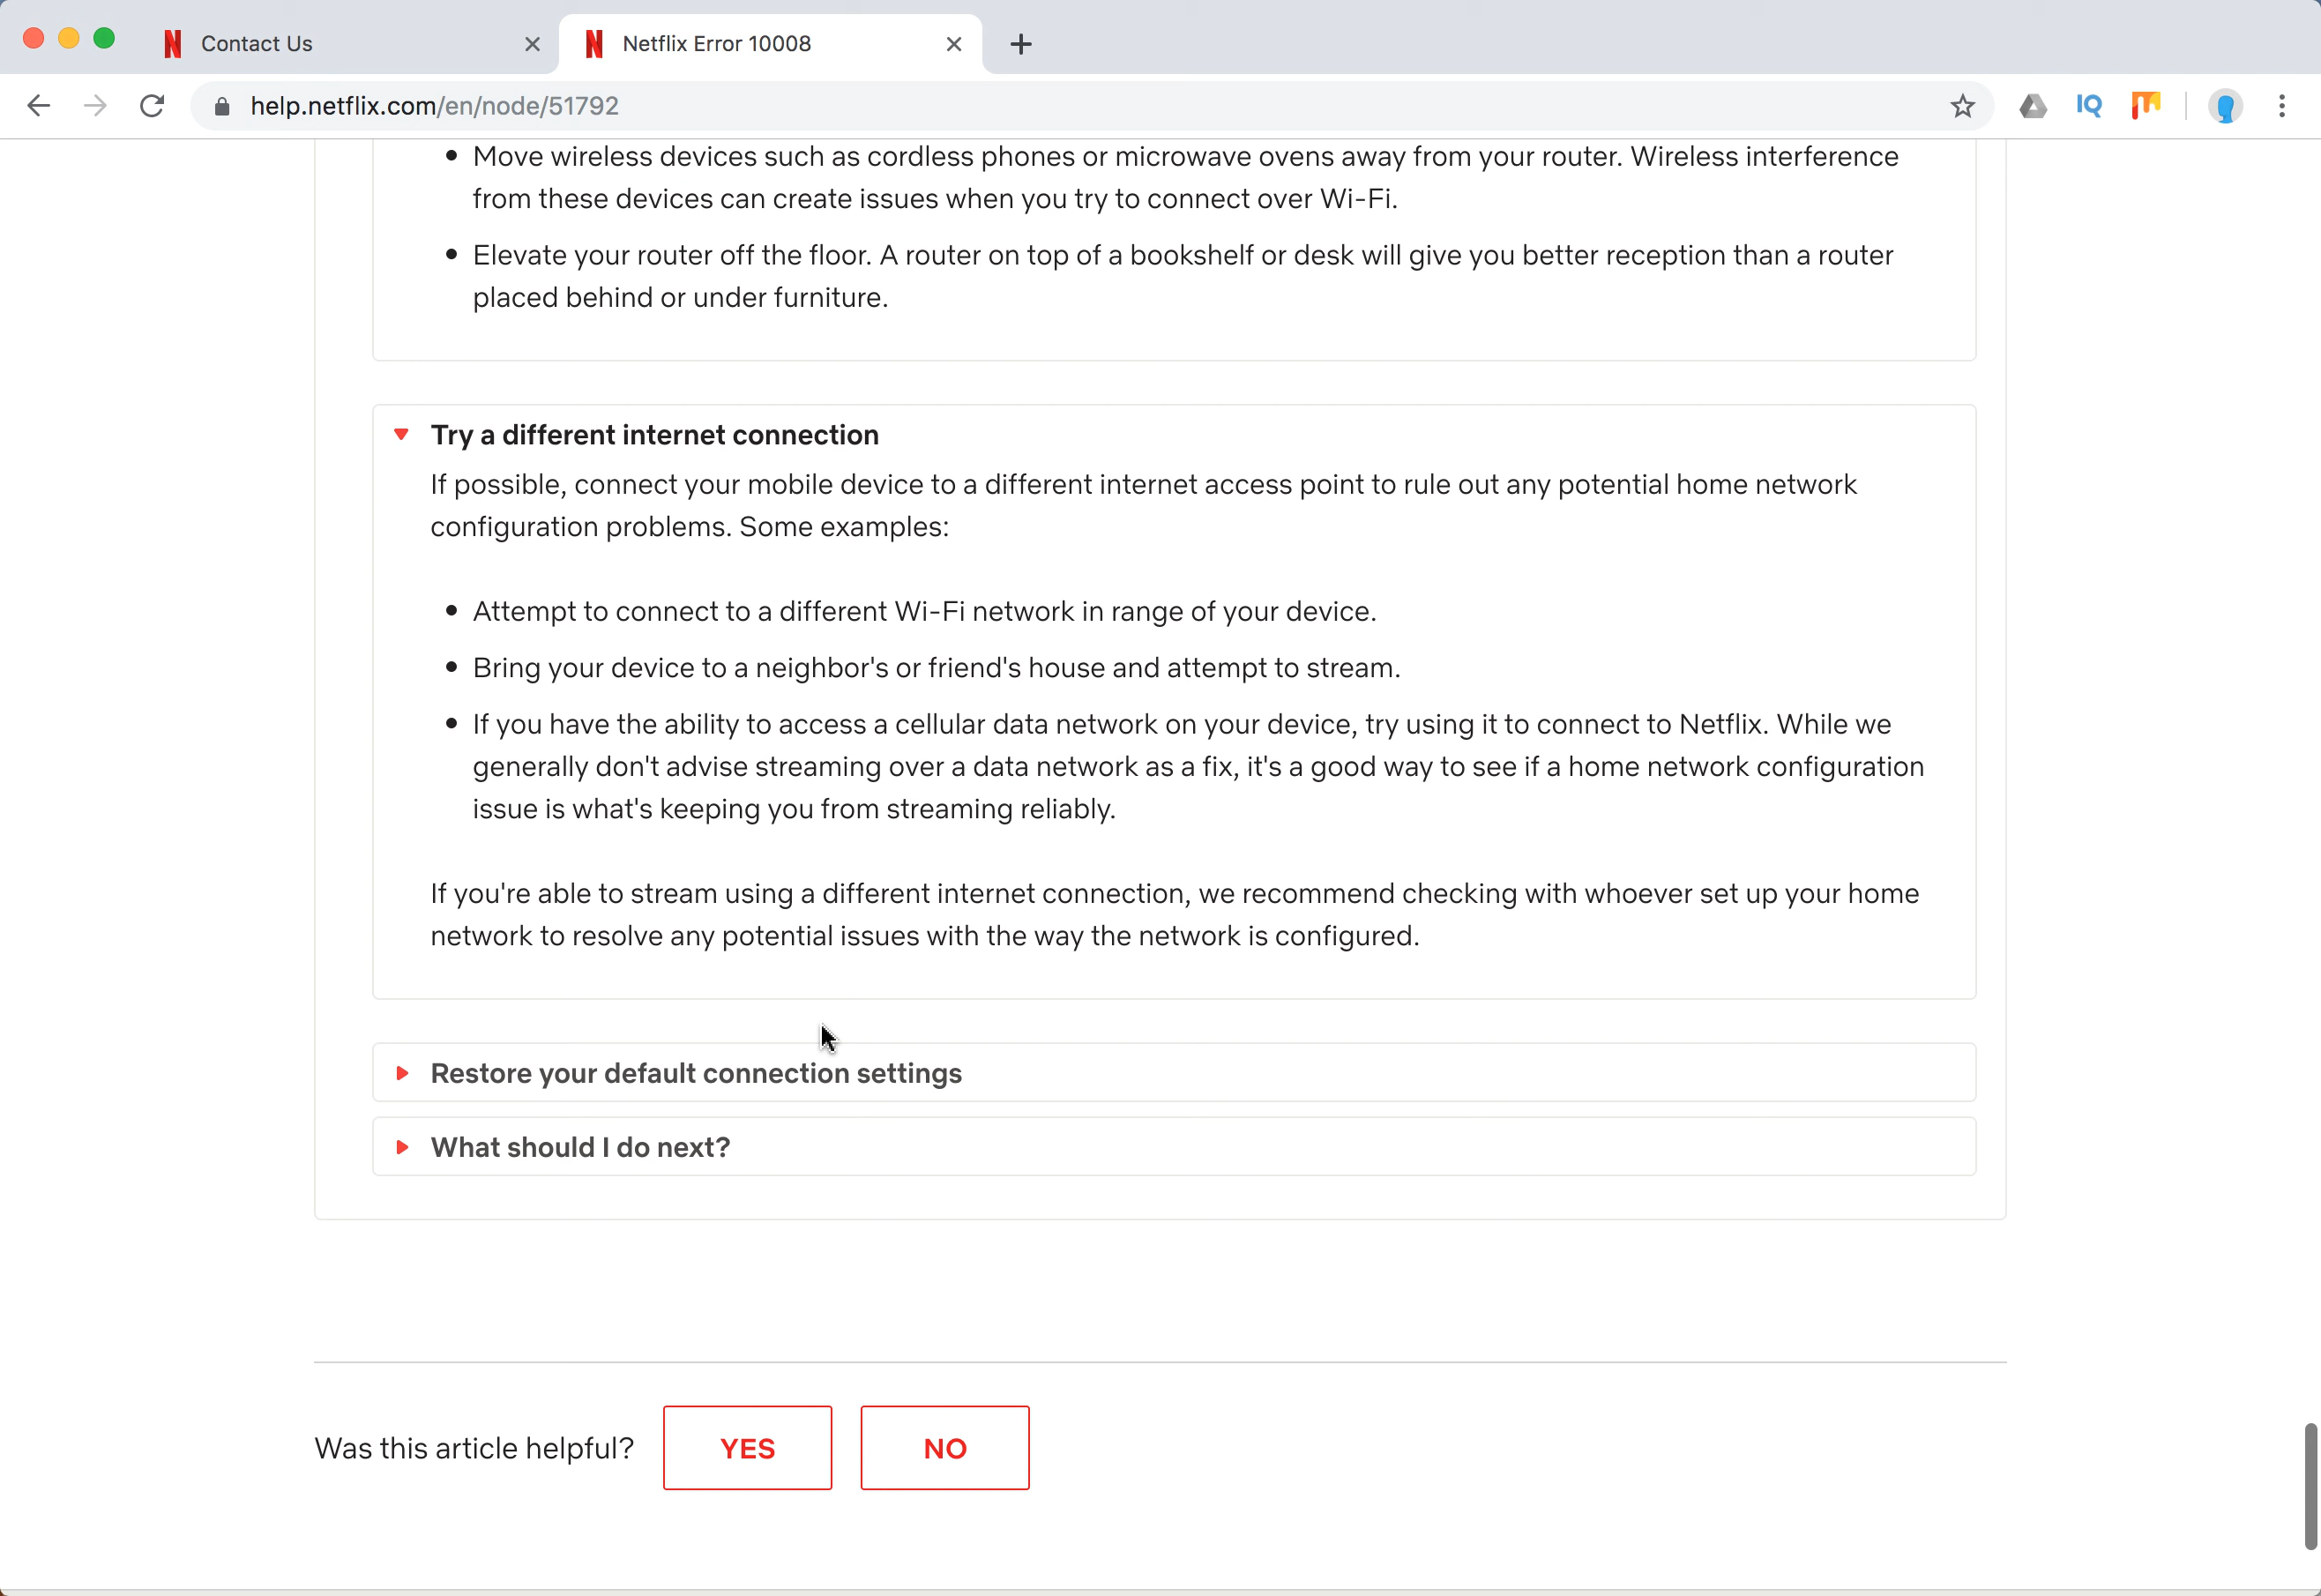 Contact Us
Netflix Error 10008
help.netflix.com/en/node/51792
IQ
• Move wireless devices such as cordless phones or microwave ovens away from your router. Wireless interference
from these devices can create issues when you try to connect over Wi-Fi.
• Elevate your router off the floor. A router on top of a bookshelf or desk will give you better reception than a router
placed behind or under furniture.
Try a different internet connection
If possible, connect your mobile device to a different internet access point to rule out any potential home network
configuration problems. Some examples:
• Attempt to connect to a different Wi-Fi network in range of your device.
• Bring your device to a neighbor's or friend's house and attempt to stream.
• If you have the ability to access a cellular data network on your device, try using it to connect to Netflix. While we
generally don't advise streaming over a data network as a fix, it's a good way to see if a home network configuration
issue is what's keeping you from streaming reliably.
If you're able to stream using a different internet connection, we recommend checking with whoever set up your home
network to resolve any potential issues with the way the network is configured.
Restore your default connection settings
What should I do next?
Was this article helpful? YES NO